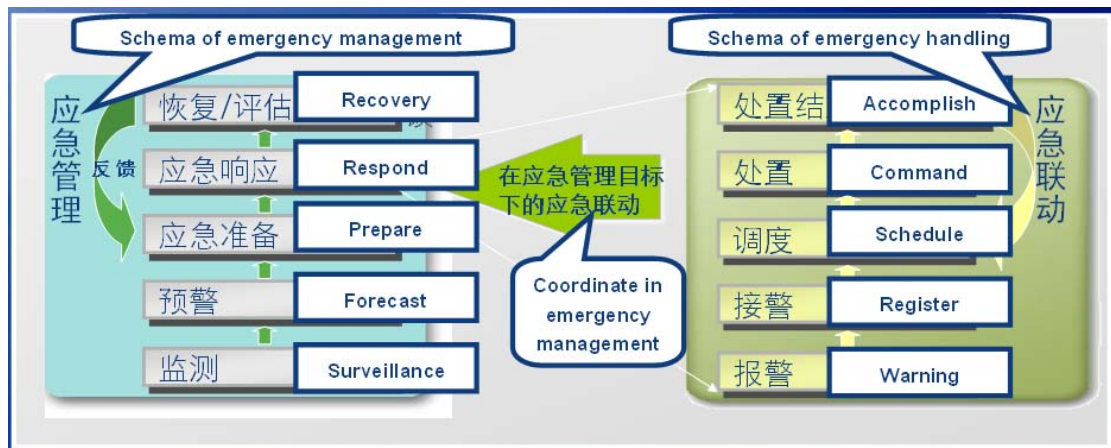 Schema of emergency management
Schema of emergency handling
应急管理
反馈
恢复/评估
Recovery
应急响应
Respond
应急准备
Prepare
预警
Forecast
监测
Surveillance
在应急管理目标
下的应急联动
Coordinate in
emergency
management
处置结
Accomplish
处置
Command
调度
Schedule
接警
Register
报警
Warning
应急联动